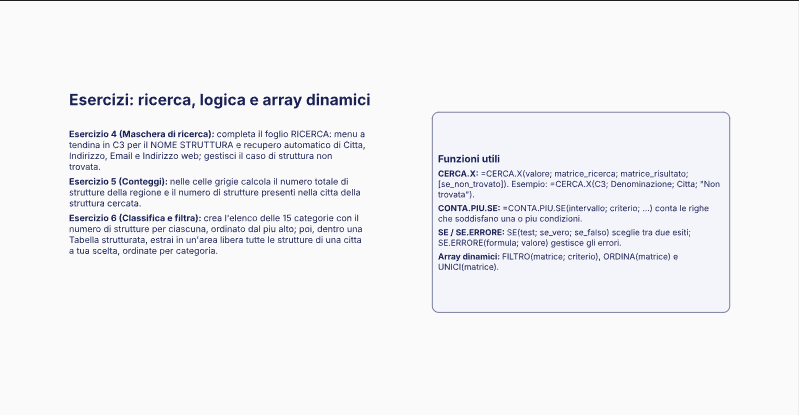 Esercizi: ricerca, logica e array dinamici
Esercizio 4 (Maschera di ricerca): completa il foglio RICERCA: menu a
tendina in C3 per il NOME STRUTTURA e recupero automatico di Citta,
Indirizzo, Email e Indirizzo web; gestisci il caso di struttura non
trovata.
Esercizio 5 (Conteggi): nelle celle grigie calcola il numero totale di
strutture della regione e il numero di strutture presenti nella citta della
struttura cercata.
Esercizio 6 (Classifica e filtra): crea l'elenco delle 15 categorie con il
numero di strutture per ciascuna, ordinato dal piu alto; poi, dentro una
Tabella strutturata, estrai in un'area libera tutte le strutture di una citta
a tua scelta, ordinate per categoria.
Funzioni utili
CERCA.X: =CERCA.X(valore; matrice_ricerca; matrice_risultato;
[se_non_trovato]). Esempio: =CERCA.X(C3; Denominazione; Citta; "Non
trovata").
CONTA.PIU.SE: =CONTA.PIU.SE(intervallo; criterio; ...) conta le righe
che soddisfano una o piu condizioni.
SE / SE.ERRORE: SE(test; se_vero; se_falso) sceglie tra due esiti;
SE.ERRORE(formula; valore) gestisce gli errori.
Array dinamici: FILTRO(matrice; criterio), ORDINA(matrice) e
UNICI(matrice).